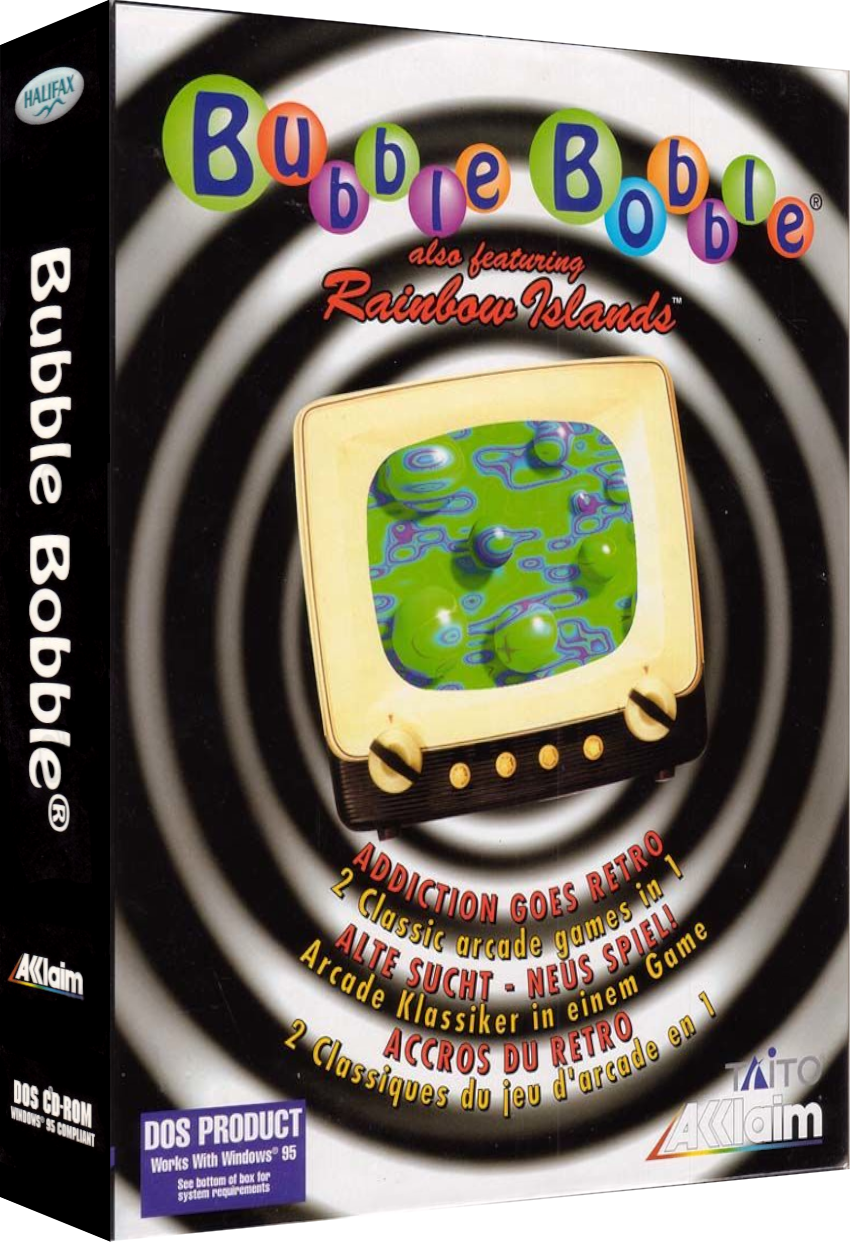 HALIFAX
Bubble Bobble®
Acclaim
DOS CD-ROM
WINDOWS® 95 COMPLIANT
Bubble Bobble®
also featuring
Rainbow Islands™
ADDICTION GOES RETRO
2 Classic arcade games in 1
ALTE SUCHT - NEUS SPIEL!
Arcade Klassiker in einem Game
ACCROS DU RETRO
2 Classiques du jeu d'arcade en 1
TAITO
Acclaim
DOS PRODUCT
Works With Windows® 95
See bottom of box for
system requirements